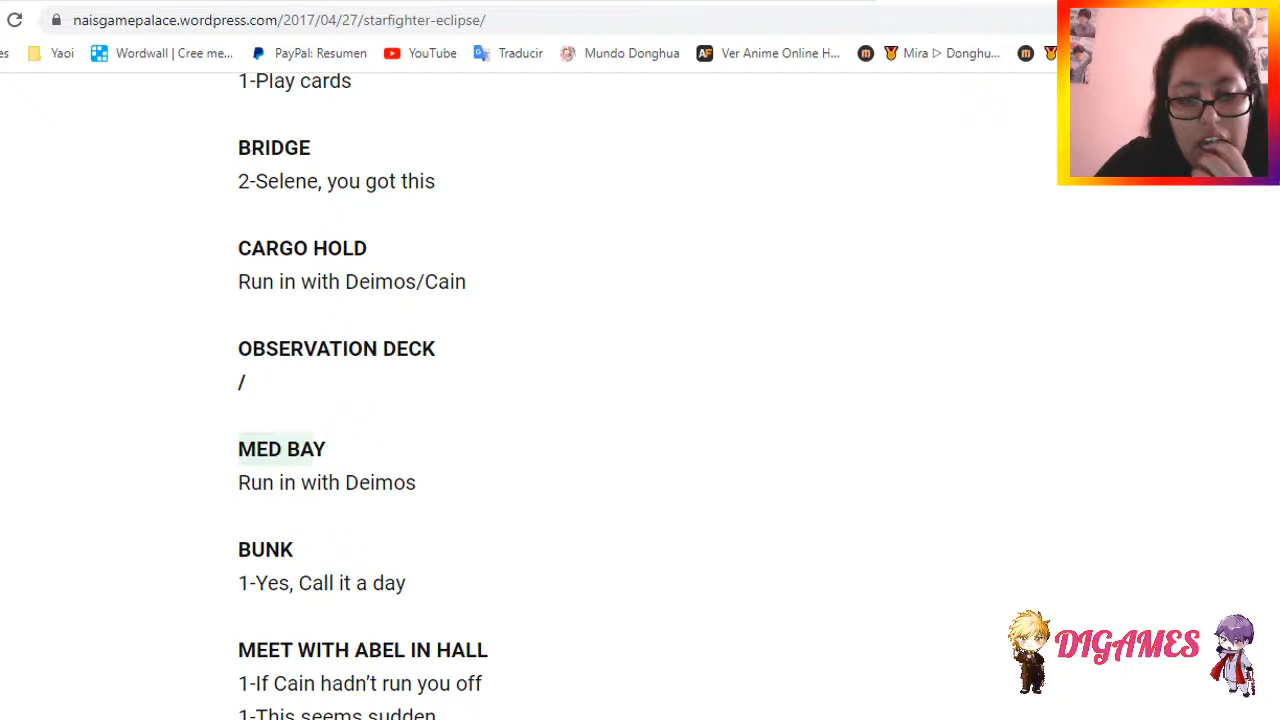 naisgamepalace.wordpress.com/2017/04/27/starfighter-eclipse/
es Yaoi Wordwall | Cree me... PayPal: Resumen YouTube Traducir Mundo Donghua AF Ver Anime Online H... m Mira ▷ Donghu... m
1-Play cards
BRIDGE
2-Selene, you got this
CARGO HOLD
Run in with Deimos/Cain
OBSERVATION DECK
/
MED BAY
Run in with Deimos
BUNK
1-Yes, Call it a day
MEET WITH ABEL IN HALL
1-If Cain hadn’t run you off
1-This seems sudden
DIGAMES